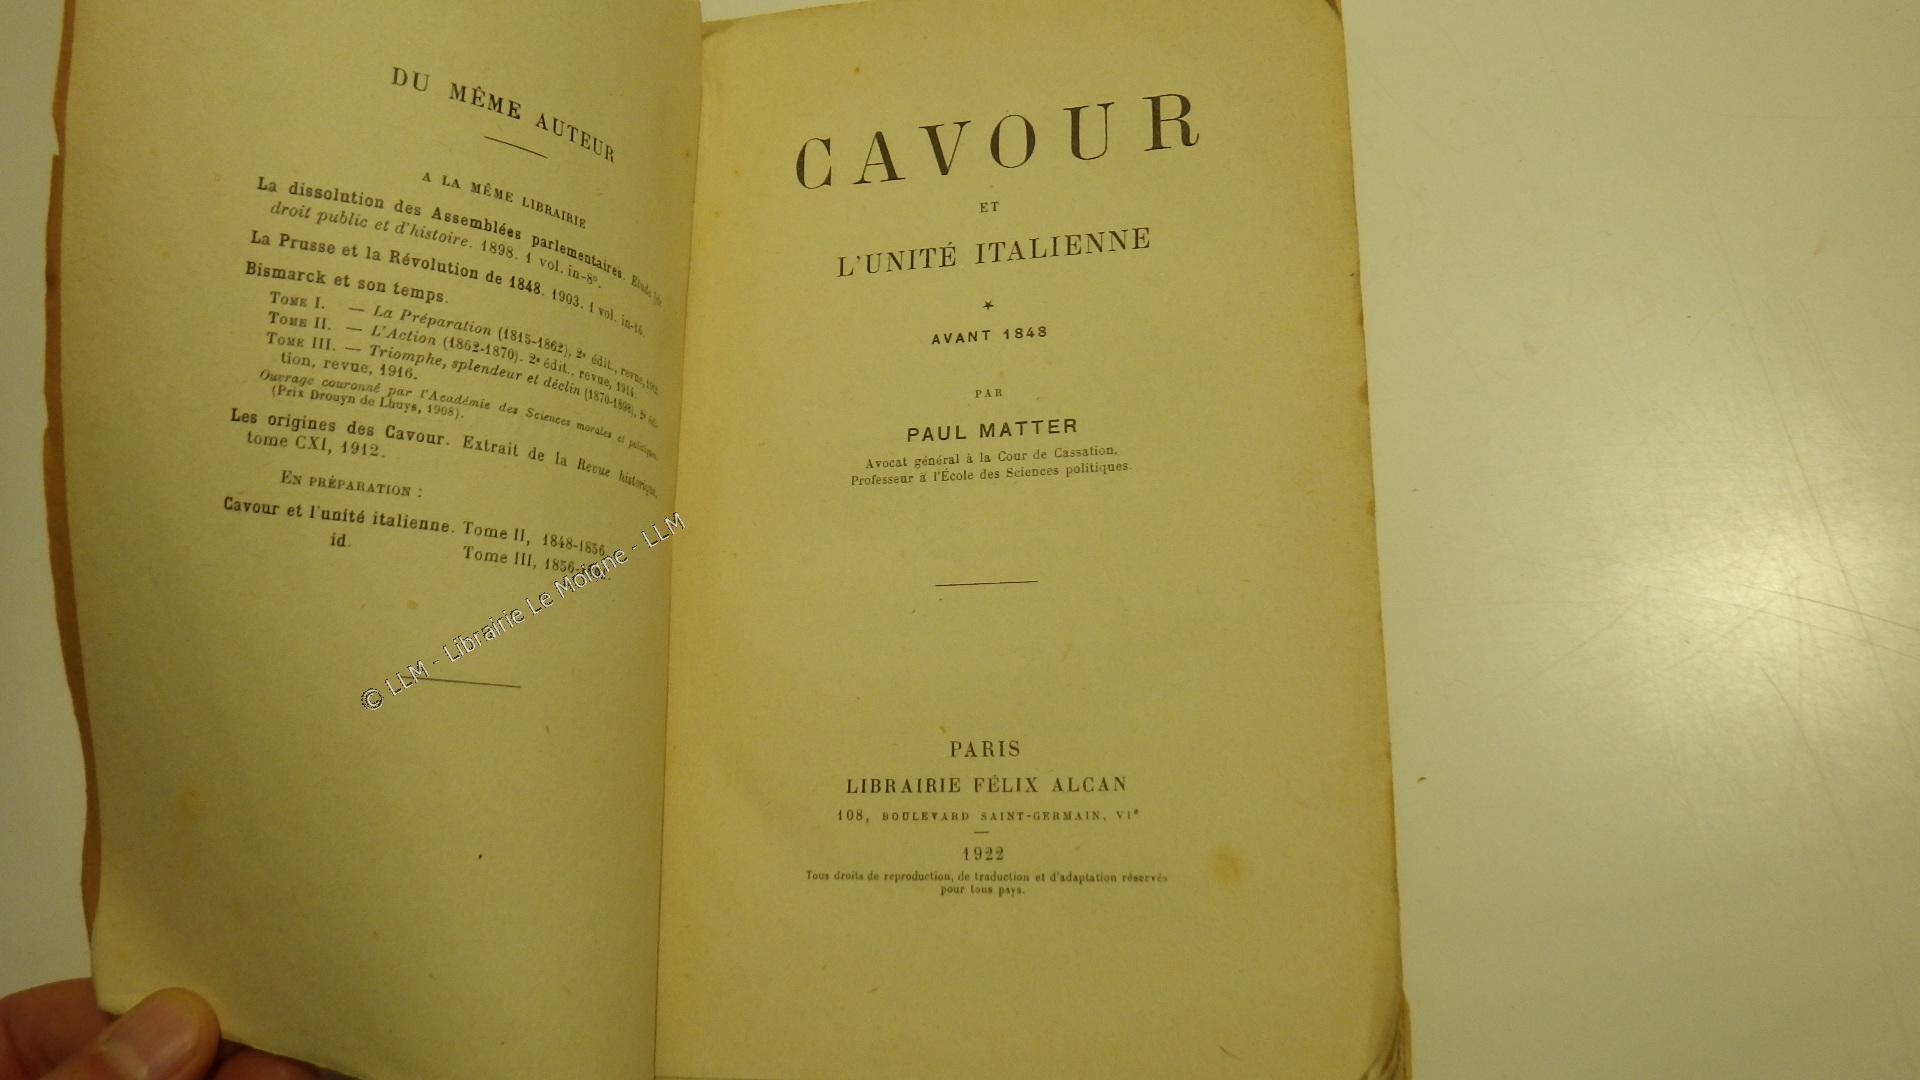 DU MÊME AUTEUR
A LA MÊME LIBRAIRIE
La dissolution des Assemblées parlementaires. Etude de
droit public et d'histoire. 1898. 1 vol. in-8°.
La Prusse et la Révolution de 1848. 1903. 1 vol. in-16.
Bismarck et son temps.
TOME I. — La Préparation (1815-1862), 2e édit., revue,
TOME II. — L'Action (1862-1870). 2e édit., revue, 1914.
TOME III. — Triomphe, splendeur et déclin (1870-1898), 2e édi-
tion, revue, 1916.
Ouvrage couronné par l'Académie des Sciences morales et politiques.
(Prix Drouyn de Lhuys, 1908).
Les origines des Cavour. Extrait de la Revue historique,
tome CXI, 1912.
EN PRÉPARATION :
Cavour et l'unité italienne. Tome II, 1848-1856.
id. Tome III, 1856-
© LLM - Librairie Le Moigne - LLM
CAVOUR
ET
L'UNITÉ ITALIENNE
*
AVANT 1848
PAR
PAUL MATTER
Avocat général à la Cour de Cassation,
Professeur à l'École des Sciences politiques.
PARIS
LIBRAIRIE FÉLIX ALCAN
108, BOULEVARD SAINT-GERMAIN, VIe
1922
Tous droits de reproduction, de traduction et d'adaptation réservés
pour tous pays.